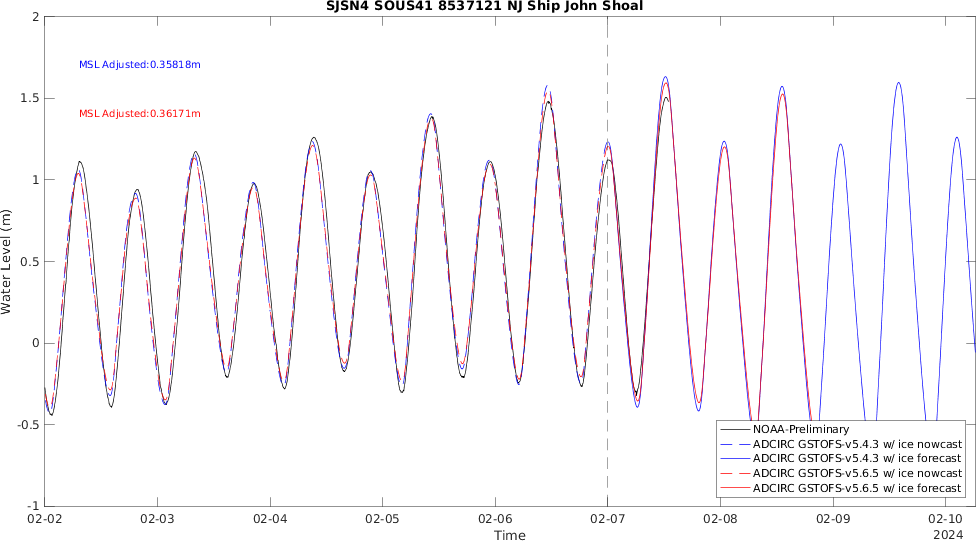 SJSN4 SOUS41 8537121 NJ Ship John Shoal
2
1.5
1
0.5
0
-0.5
-1
Water Level (m)
MSL Adjusted:0.35818m
MSL Adjusted:0.36171m
NOAA-Preliminary
ADCIRC GSTOFS-v5.4.3 w/ ice nowcast
ADCIRC GSTOFS-v5.4.3 w/ ice forecast
ADCIRC GSTOFS-v5.6.5 w/ ice nowcast
ADCIRC GSTOFS-v5.6.5 w/ ice forecast
02-02 02-03 02-04 02-05 02-06 02-07 02-08 02-09 02-10
2024
Time